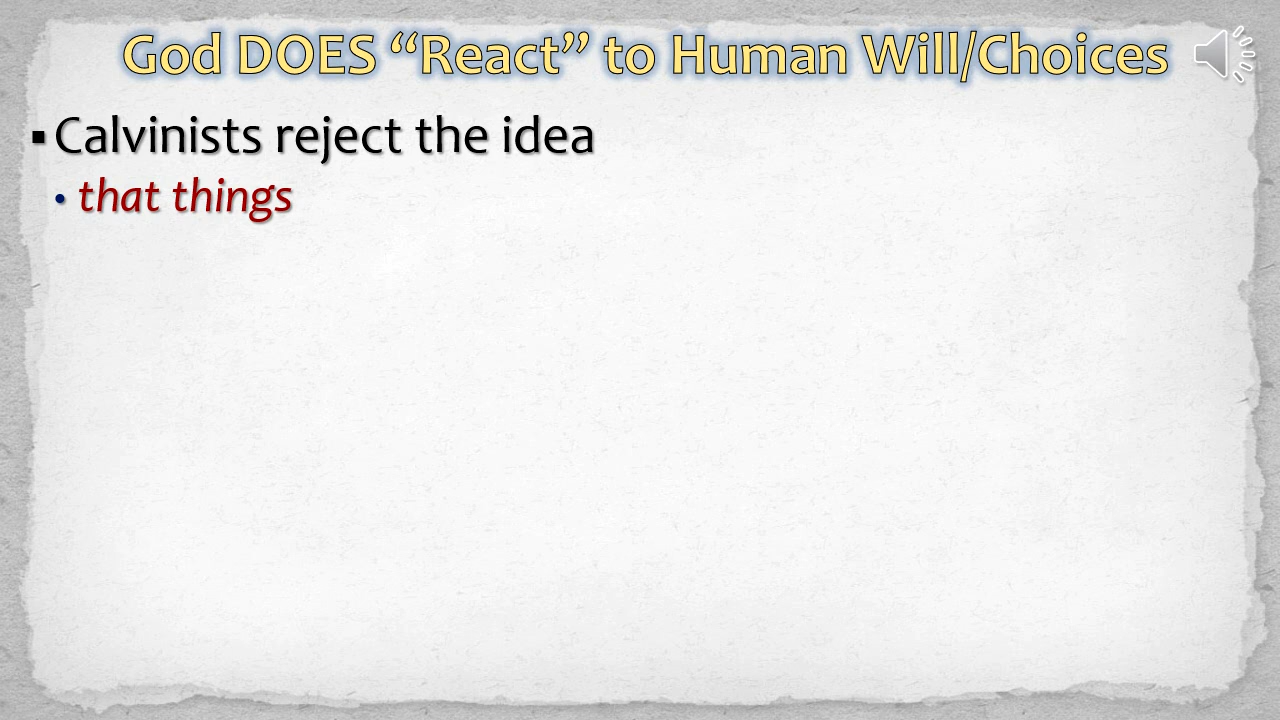 God DOES “React” to Human Will/Choices
▪ Calvinists reject the idea
• that things